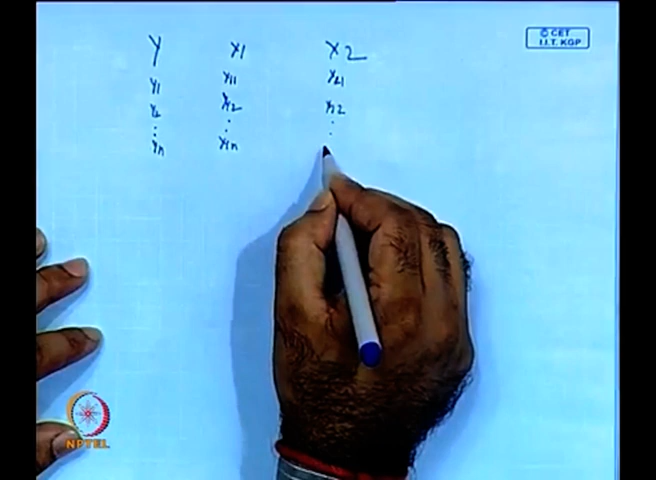 Y X1 X2
y1 x11 x21
y2 x12 x22
: : :
yn x1n
© CET
I.I.T. KGP
NPTEL